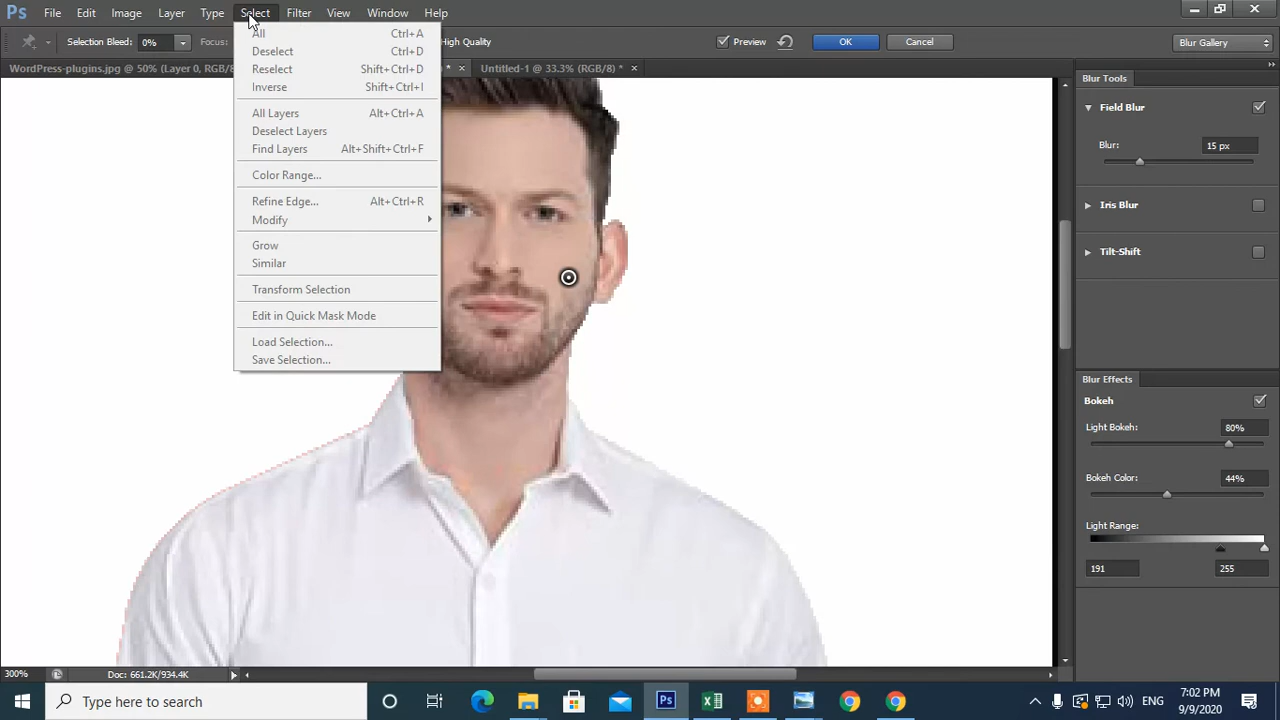 Ps File Edit Image Layer Type Select Filter View Window Help
Selection Bleed: 0% Focus: High Quality Preview OK Cancel Blur Gallery
WordPress-plugins.jpg @ 50% (Layer 0, RGB/8) * × Untitled-1 @ 33.3% (RGB/8) * ×
All Ctrl+A
Deselect Ctrl+D
Reselect Shift+Ctrl+D
Inverse Shift+Ctrl+I
All Layers Alt+Ctrl+A
Deselect Layers
Find Layers Alt+Shift+Ctrl+F
Color Range...
Refine Edge... Alt+Ctrl+R
Modify
Grow
Similar
Transform Selection
Edit in Quick Mask Mode
Load Selection...
Save Selection...
Blur Tools
Field Blur
Blur: 15 px
Iris Blur
Tilt-Shift
Blur Effects
Bokeh
Light Bokeh: 80%
Bokeh Color: 44%
Light Range:
191 255
300% Doc: 661.2K/934.4K
Type here to search
Ps
ENG
7:02 PM
9/9/2020